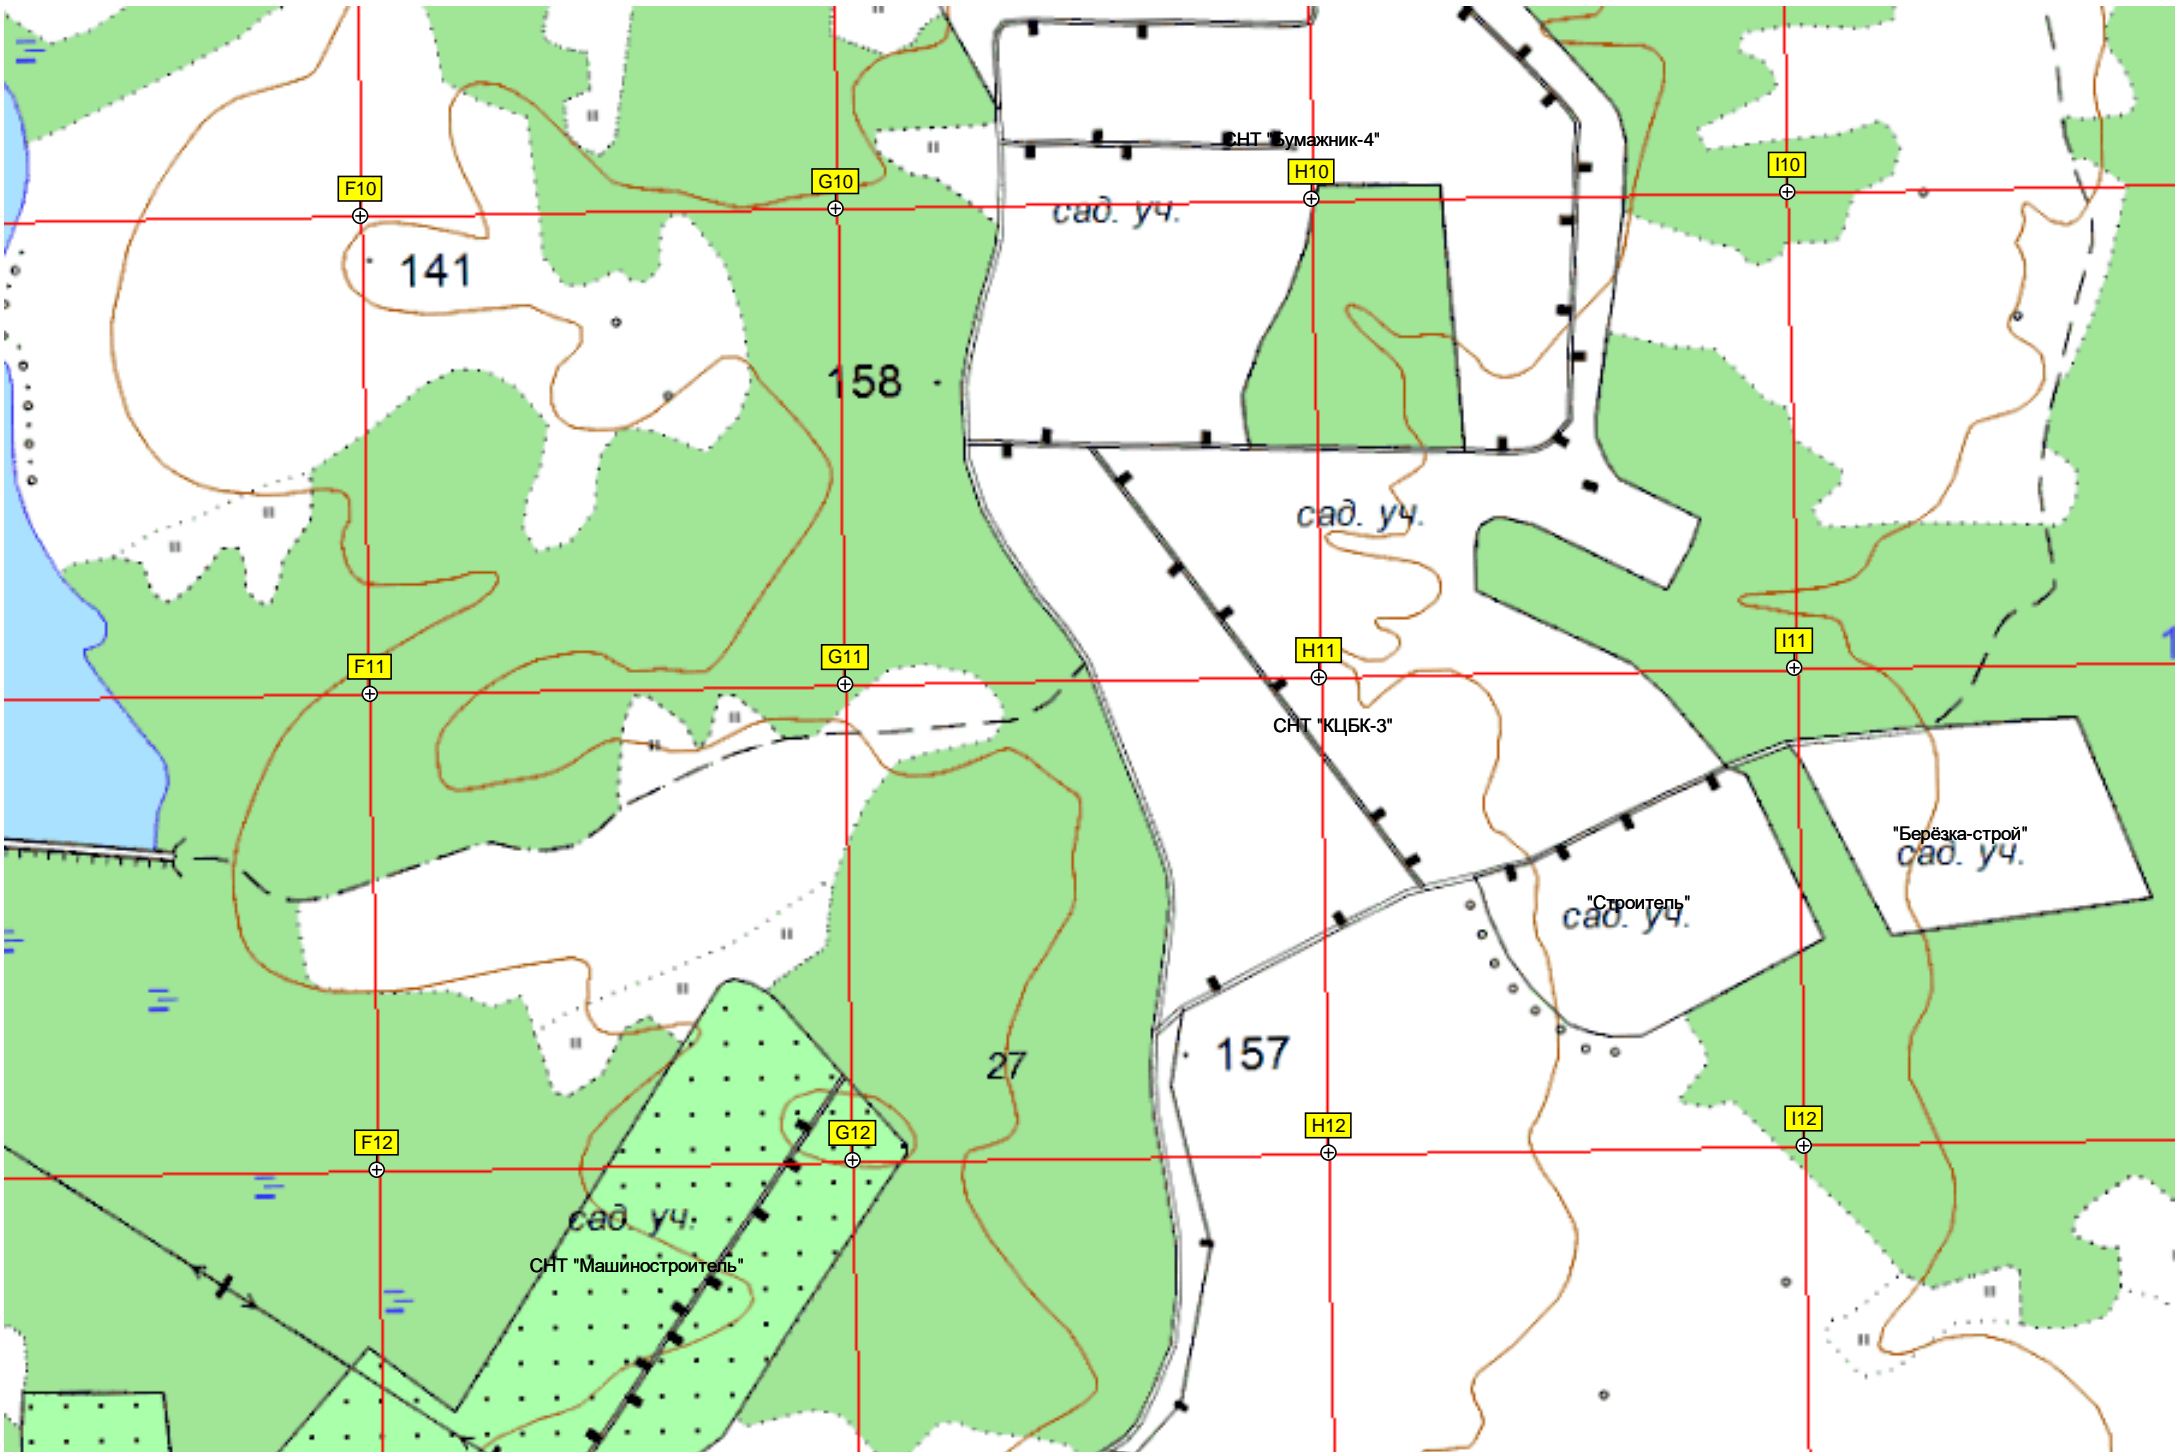 СНТ "Бумажник-4"
F10
G10
H10
I10
сад. уч.
141
158
сад. уч.
F11
G11
H11
I11
СНТ "КЦБК-3"
"Берёзка-строй"
сад. уч.
"Строитель"
сад. уч.
27
157
F12
G12
H12
I12
сад. уч.
СНТ "Машиностроитель"